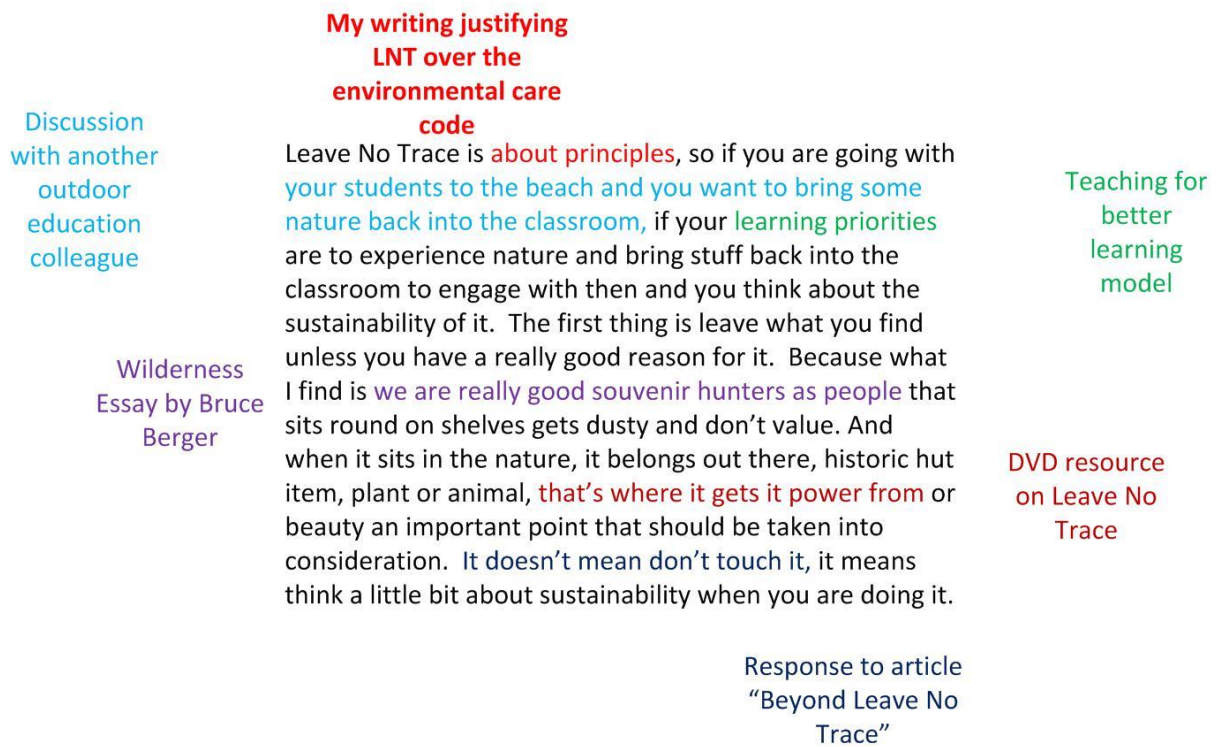 My writing justifying
LNT over the
environmental care
code
Discussion
with another
outdoor
education
colleague
Leave No Trace is about principles, so if you are going with
your students to the beach and you want to bring some
nature back into the classroom, if your learning priorities
are to experience nature and bring stuff back into the
classroom to engage with then and you think about the
sustainability of it.  The first thing is leave what you find
unless you have a really good reason for it.  Because what
I find is we are really good souvenir hunters as people that
sits round on shelves gets dusty and don’t value. And
when it sits in the nature, it belongs out there, historic hut
item, plant or animal, that’s where it gets it power from or
beauty an important point that should be taken into
consideration.  It doesn’t mean don’t touch it, it means
think a little bit about sustainability when you are doing it.
Teaching for
better
learning
model
Wilderness
Essay by Bruce
Berger
DVD resource
on Leave No
Trace
Response to article
“Beyond Leave No
Trace”